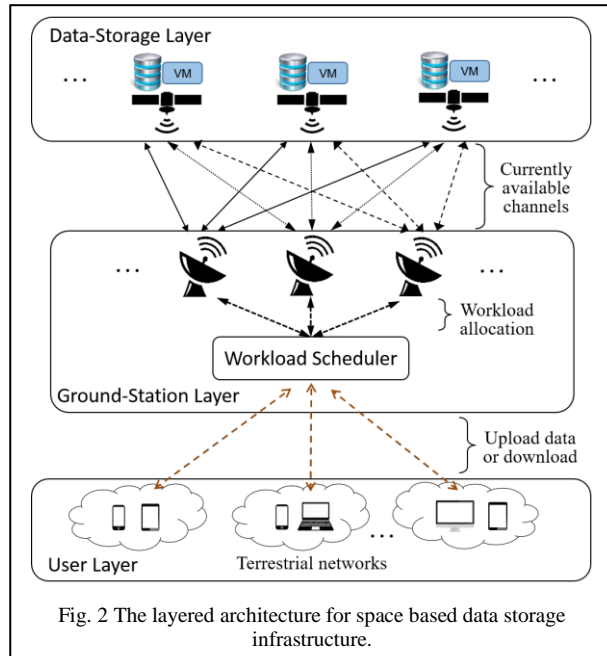 Data-Storage Layer
...
VM
VM
VM
...
Currently
available
channels
...
...
Workload
allocation
Workload Scheduler
Ground-Station Layer
Upload data
or download
...
Terrestrial networks
User Layer
Fig. 2 The layered architecture for space based data storage
infrastructure.